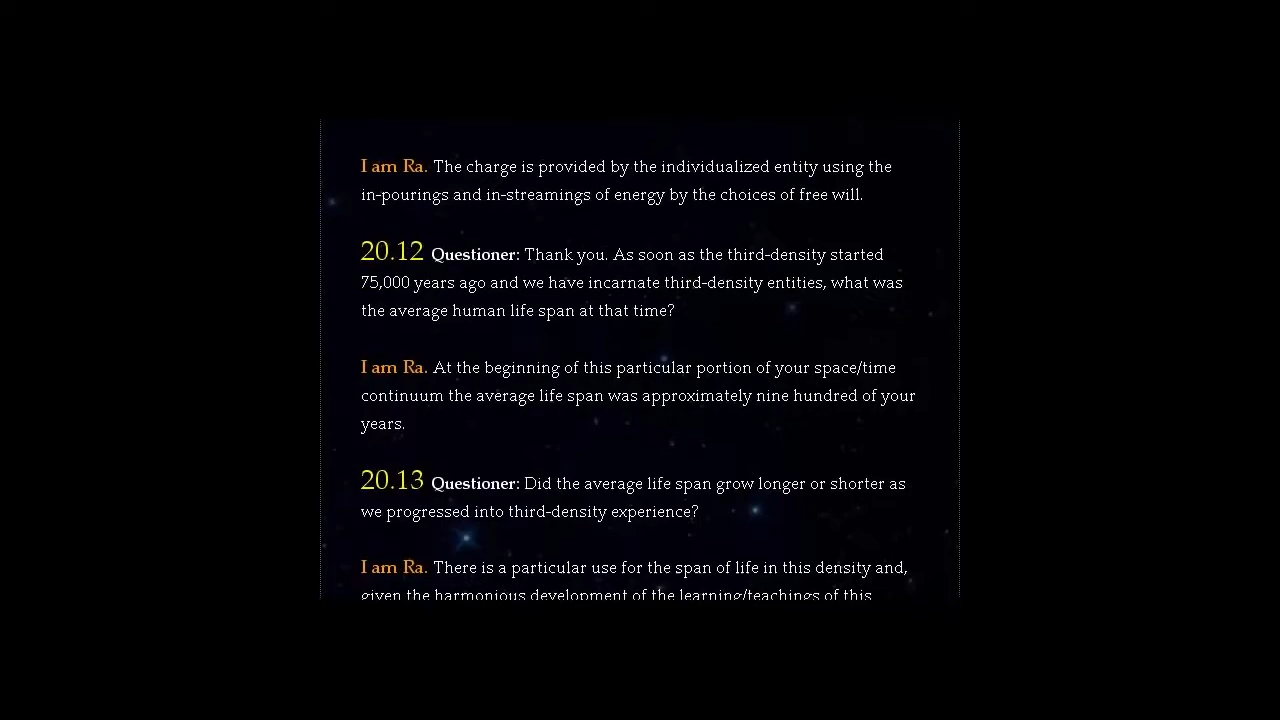 I am Ra. The charge is provided by the individualized entity using the
in-pourings and in-streamings of energy by the choices of free will.
20.12 Questioner: Thank you. As soon as the third-density started
75,000 years ago and we have incarnate third-density entities, what was
the average human life span at that time?
I am Ra. At the beginning of this particular portion of your space/time
continuum the average life span was approximately nine hundred of your
years.
20.13 Questioner: Did the average life span grow longer or shorter as
we progressed into third-density experience?
I am Ra. There is a particular use for the span of life in this density and,
given the harmonious development of the learning/teachings of this